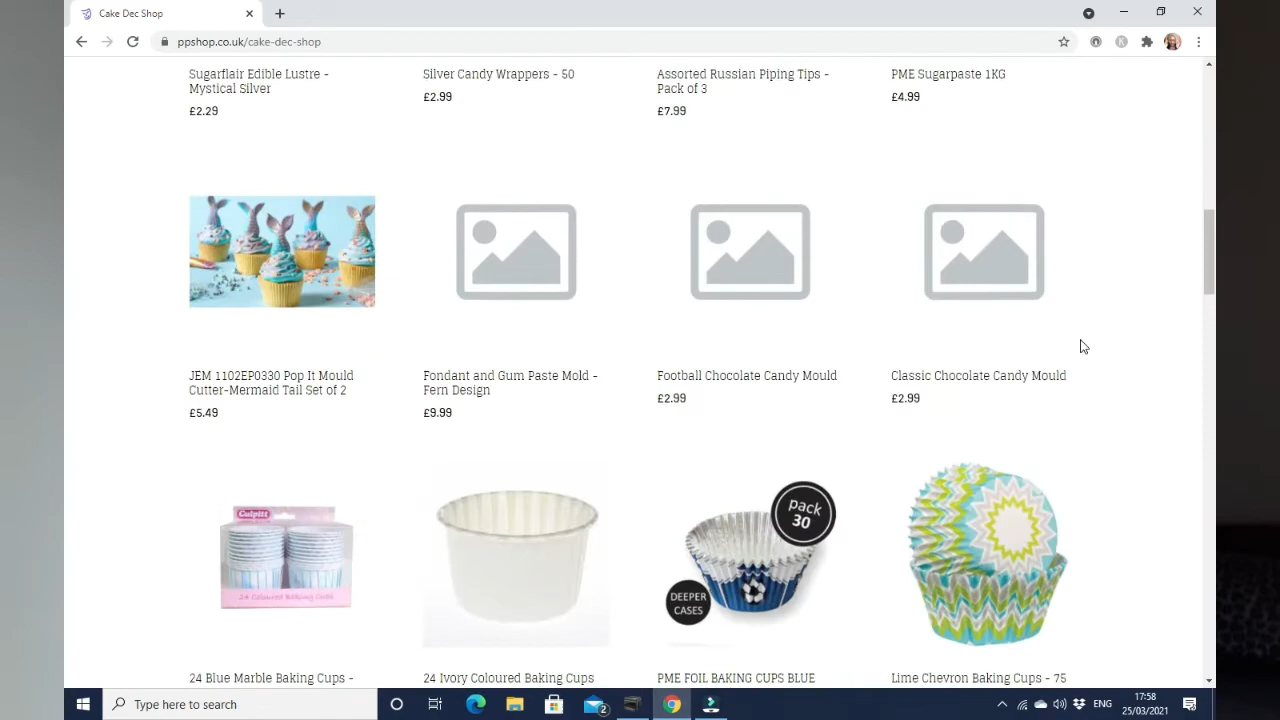 Cake Dec Shop
ppshop.co.uk/cake-dec-shop
Sugarflair Edible Lustre -
Mystical Silver
£2.29
Silver Candy Wrappers - 50
£2.99
Assorted Russian Piping Tips -
Pack of 3
£7.99
PME Sugarpaste 1KG
£4.99
JEM 1102EP0330 Pop It Mould
Cutter-Mermaid Tail Set of 2
£5.49
Fondant and Gum Paste Mold -
Fern Design
£9.99
Football Chocolate Candy Mould
£2.99
Classic Chocolate Candy Mould
£2.99
Culpitt
24 Coloured Baking Cups
pack
30
DEEPER
CASES
24 Blue Marble Baking Cups -
24 Ivory Coloured Baking Cups
PME FOIL BAKING CUPS BLUE
Lime Chevron Baking Cups - 75
Type here to search
2
ENG
17:58
25/03/2021